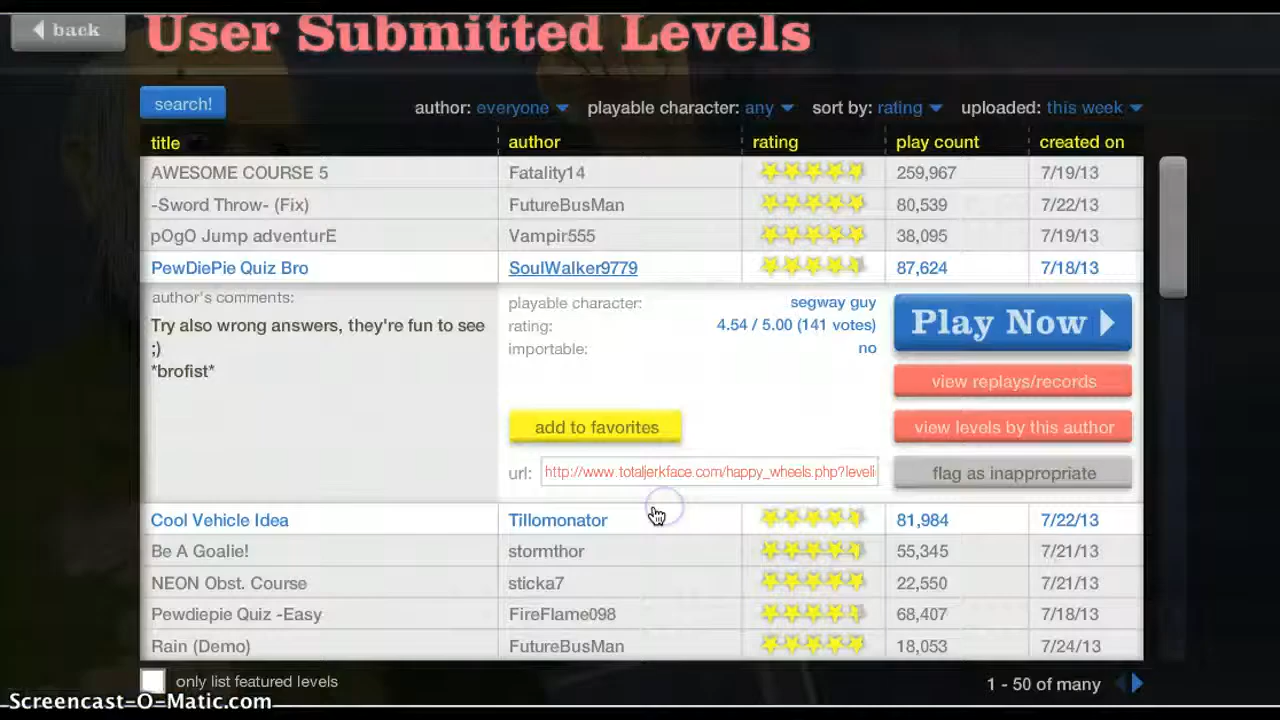 back
User Submitted Levels
search!
author: everyone playable character: any sort by: rating uploaded: this week
title author rating play count created on
AWESOME COURSE 5 Fatality14 259,967 7/19/13
-Sword Throw- (Fix) FutureBusMan 80,539 7/22/13
pOgO Jump adventurE Vampir555 38,095 7/19/13
PewDiePie Quiz Bro SoulWalker9779 87,624 7/18/13
author's comments:
Try also wrong answers, they're fun to see
;)
*brofist*
playable character: segway guy
rating: 4.54 / 5.00 (141 votes)
importable: no
add to favorites
url: http://www.totaljerkface.com/happy_wheels.php?leveli
Play Now
view replays/records
view levels by this author
flag as inappropriate
Cool Vehicle Idea Tillomonator 81,984 7/22/13
Be A Goalie! stormthor 55,345 7/21/13
NEON Obst. Course sticka7 22,550 7/21/13
Pewdiepie Quiz -Easy FireFlame098 68,407 7/18/13
Rain (Demo) FutureBusMan 18,053 7/24/13
only list featured levels
1 - 50 of many
Screencast-O-Matic.com